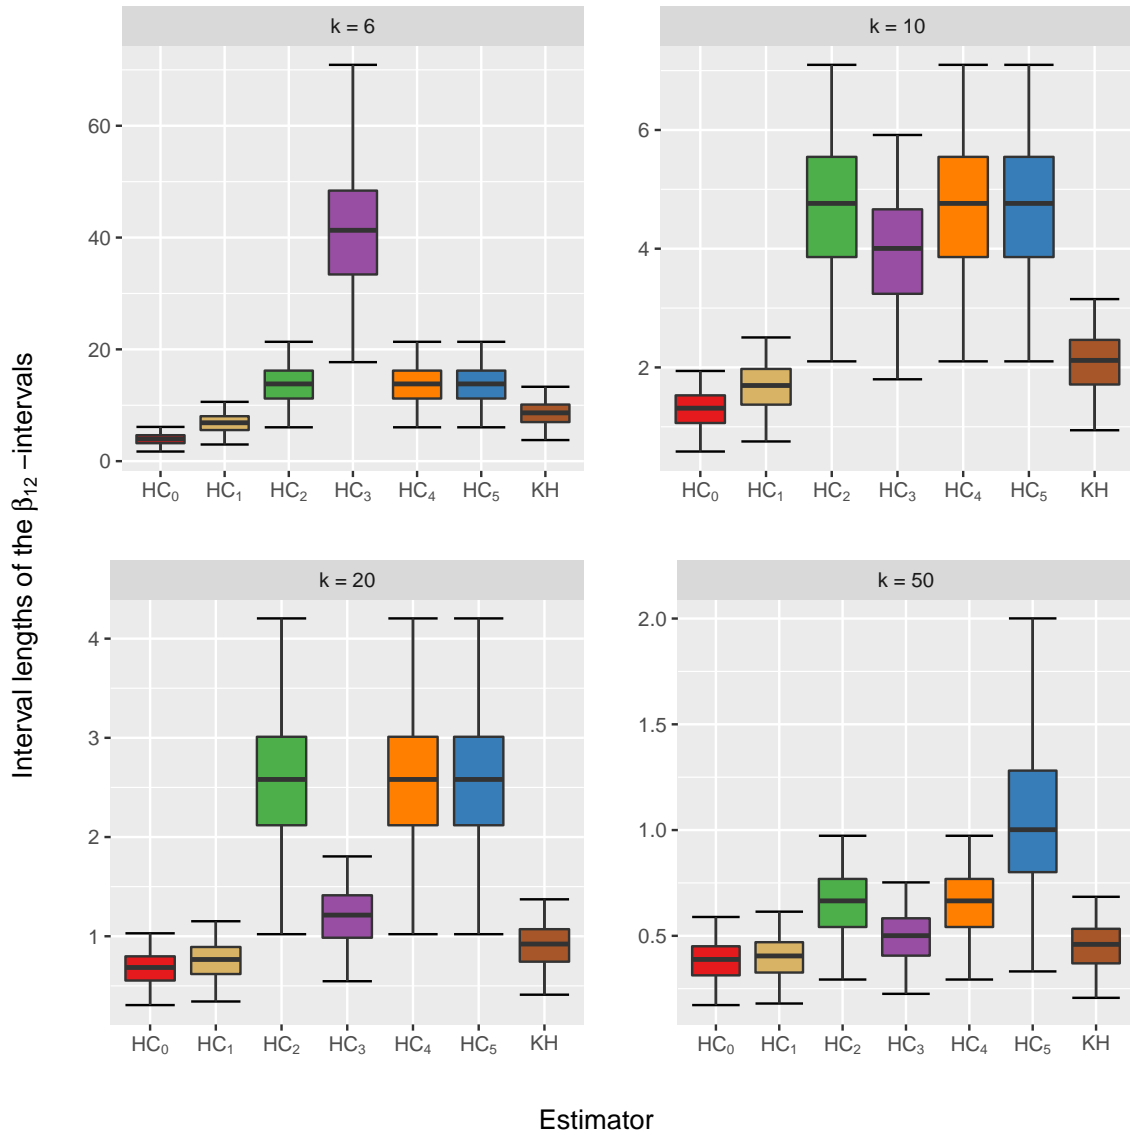 Interval lengths of the β₁₂ −intervals
k = 6
60
40
20
0
HC₀ HC₁ HC₂ HC₃ HC₄ HC₅ KH
k = 10
6
4
2
HC₀ HC₁ HC₂ HC₃ HC₄ HC₅ KH
k = 20
4
3
2
1
HC₀ HC₁ HC₂ HC₃ HC₄ HC₅ KH
k = 50
2.0
1.5
1.0
0.5
HC₀ HC₁ HC₂ HC₃ HC₄ HC₅ KH
Estimator